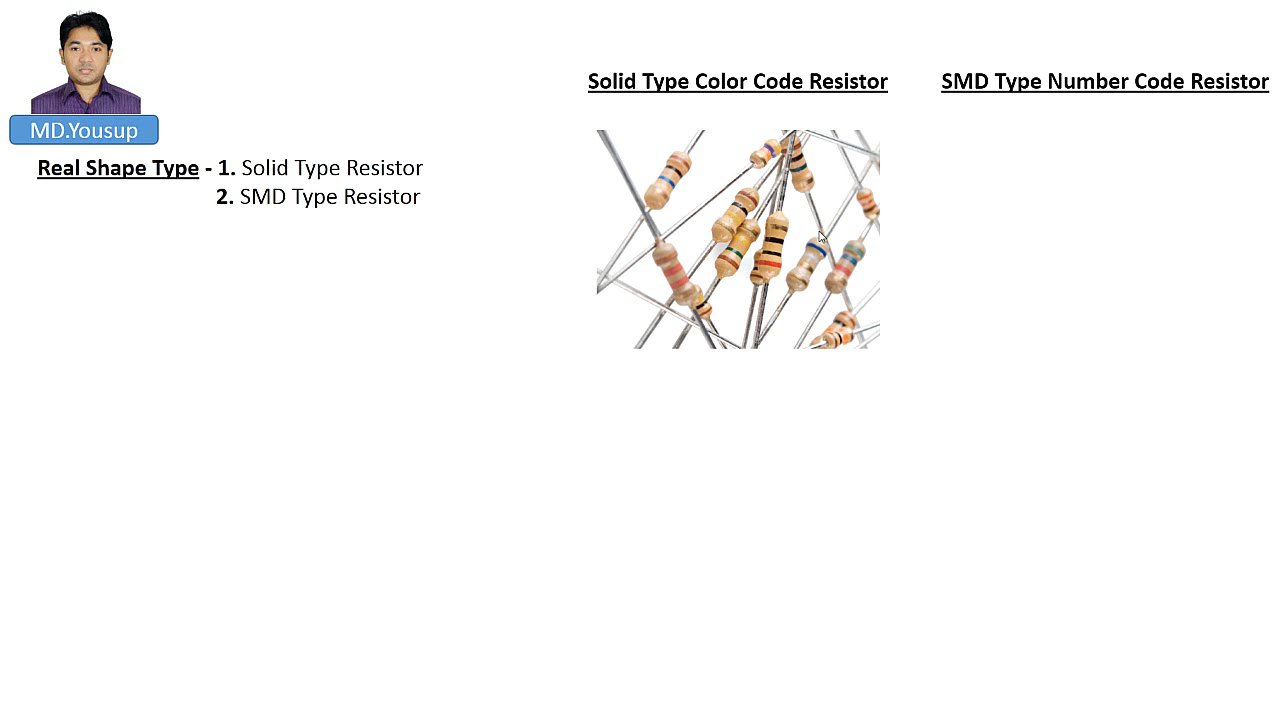 MD.Yousup
Solid Type Color Code Resistor
SMD Type Number Code Resistor
Real Shape Type - 1. Solid Type Resistor
2. SMD Type Resistor